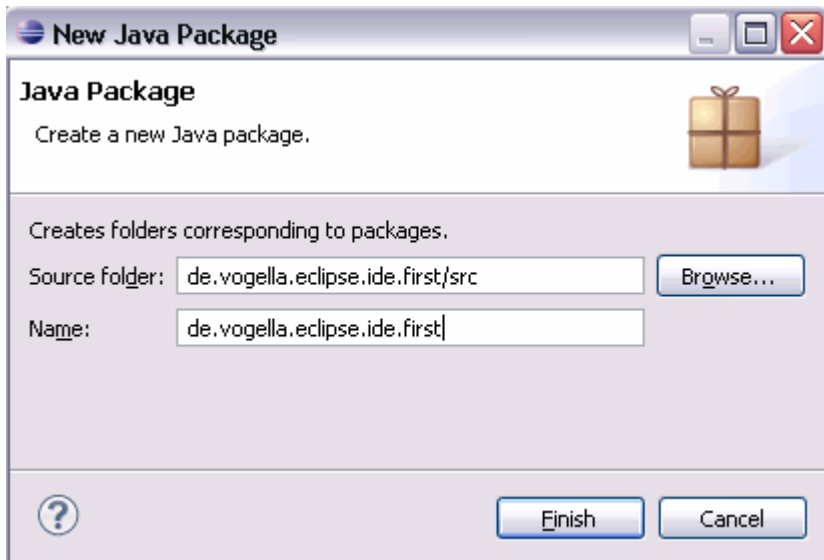 New Java Package
Java Package
Create a new Java package.
Creates folders corresponding to packages.
Source folder: de.vogella.eclipse.ide.first/src Browse...
Name: de.vogella.eclipse.ide.first
? Finish Cancel